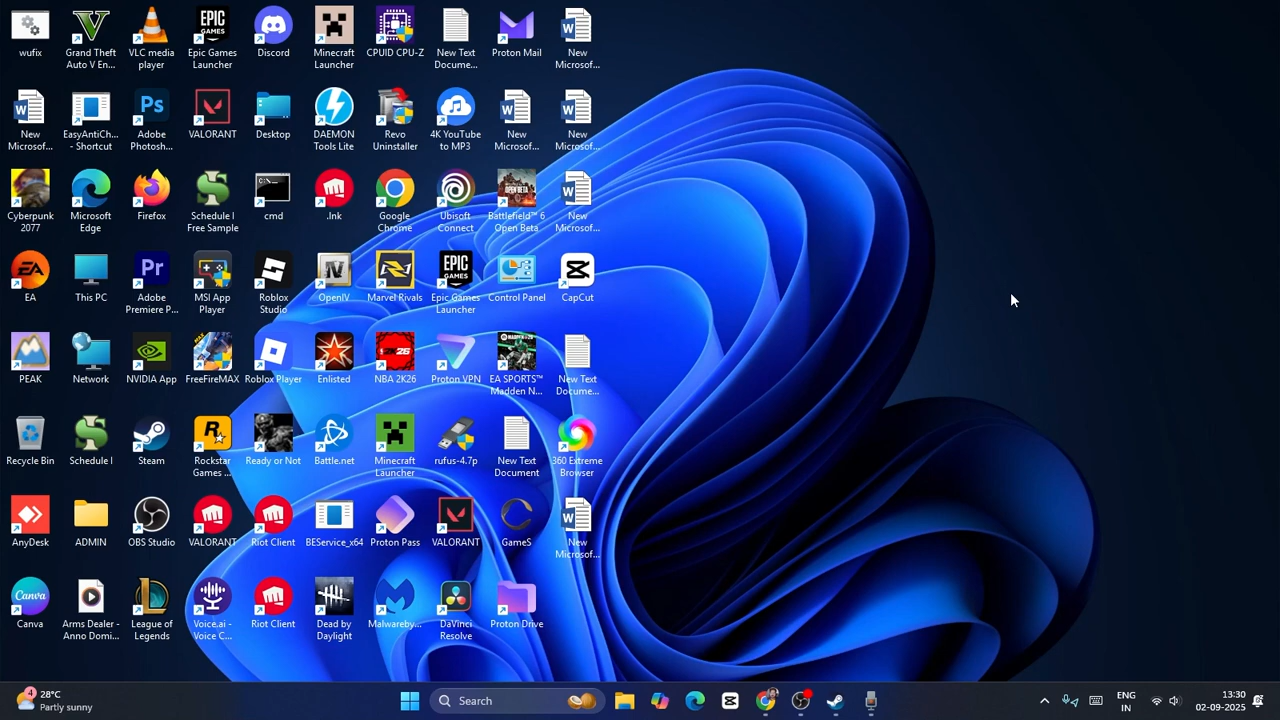 wufix
Grand Theft
Auto V En...
VLC media
player
Epic Games
Launcher
Discord
Minecraft
Launcher
CPUID CPU-Z
New Text
Docume...
Proton Mail
New
Microsof...
New
Microsof...
EasyAntiCh...
- Shortcut
Adobe
Photosh...
VALORANT
Desktop
DAEMON
Tools Lite
Revo
Uninstaller
4K YouTube
to MP3
New
Microsof...
New
Microsof...
Cyberpunk
2077
Microsoft
Edge
Firefox
Schedule I
Free Sample
cmd
.lnk
Google
Chrome
Ubisoft
Connect
Battlefield™ 6
Open Beta
New
Microsof...
EA
This PC
Adobe
Premiere P...
MSI App
Player
Roblox
Studio
OpenIV
Marvel Rivals
Epic Games
Launcher
Control Panel
CapCut
PEAK
Network
NVIDIA App
FreeFireMAX
Roblox Player
Enlisted
NBA 2K26
Proton VPN
EA SPORTS™
Madden N...
New Text
Docume...
Recycle Bin
Schedule I
Steam
Rockstar
Games ...
Ready or Not
Battle.net
Minecraft
Launcher
rufus-4.7p
New Text
Document
360 Extreme
Browser
AnyDesk
ADMIN
OBS Studio
VALORANT
Riot Client
BEService_x64
Proton Pass
VALORANT
GameS
New
Microsof...
Canva
Arms Dealer -
Anno Domi...
League of
Legends
Voice.ai -
Voice C...
Riot Client
Dead by
Daylight
Malwareby...
DaVinci
Resolve
Proton Drive
4
28°C
Partly sunny
Search
ENG
IN
13:30
02-09-2025